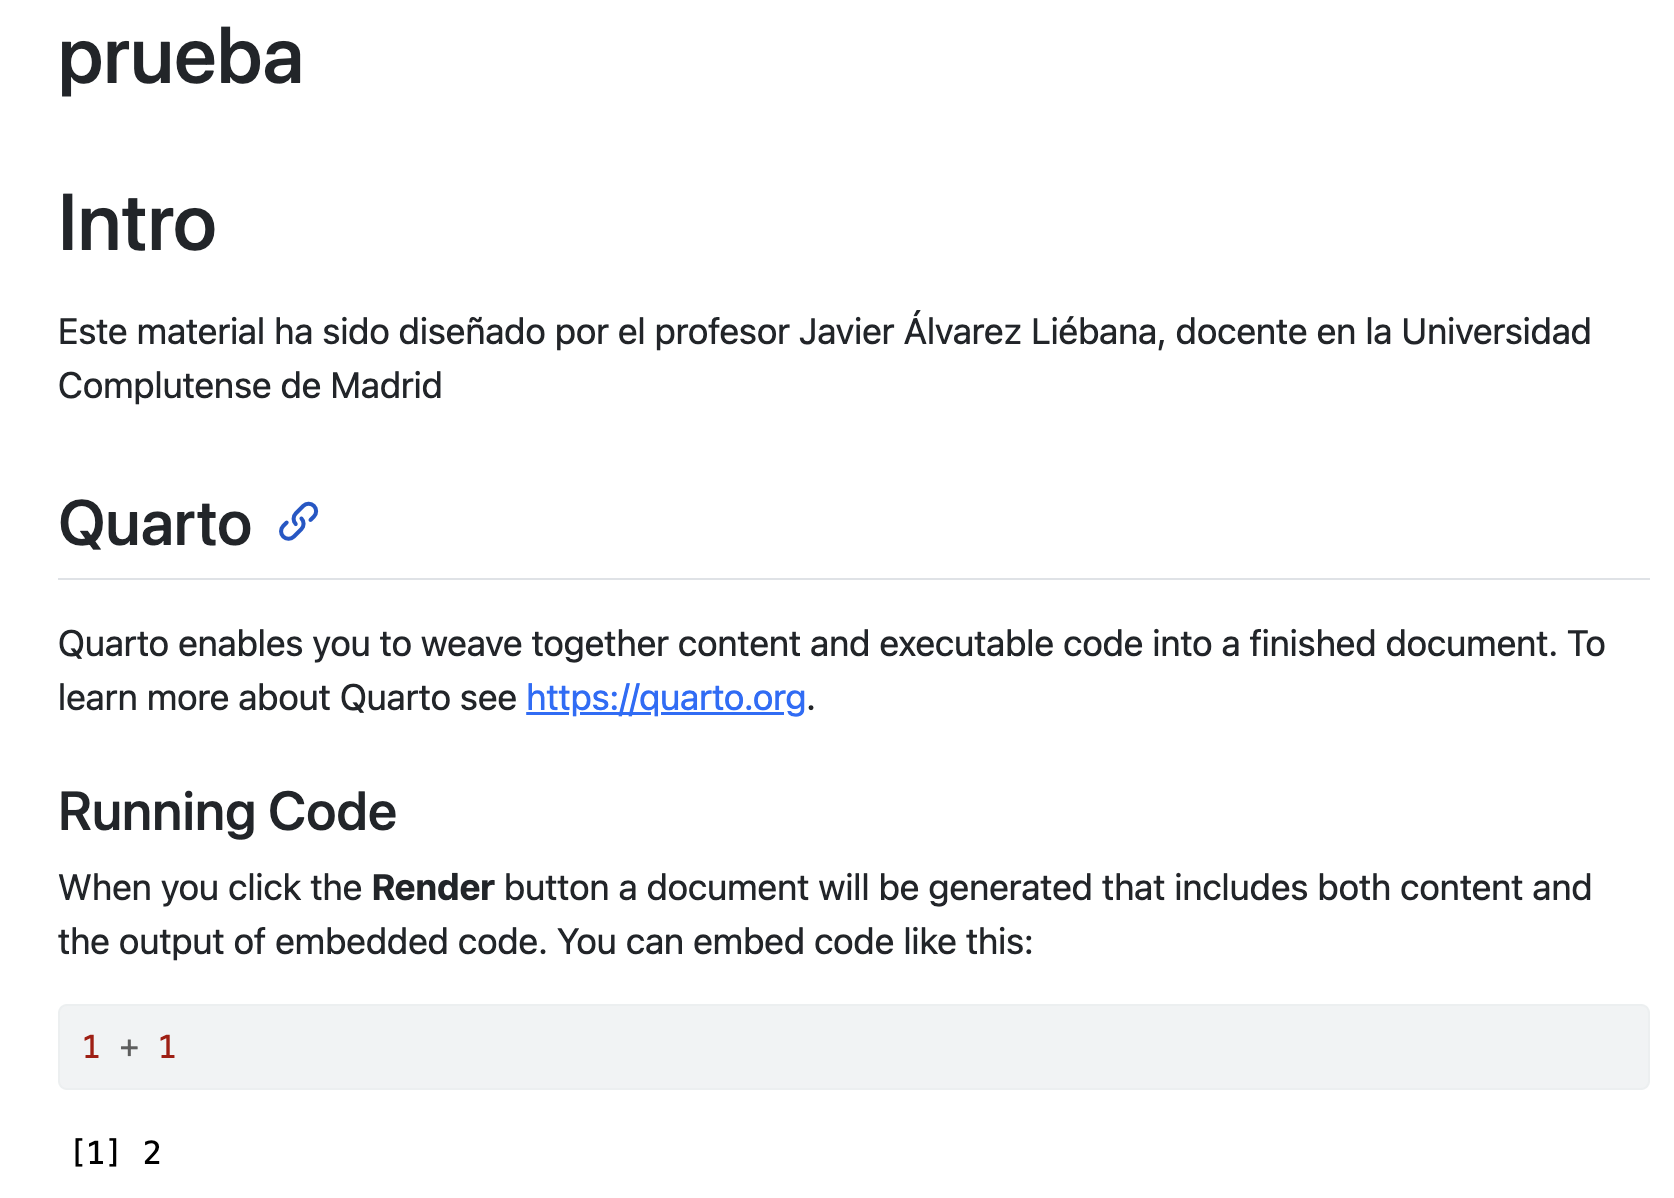 prueba
Intro
Este material ha sido diseñado por el profesor Javier Álvarez Liébana, docente en la Universidad
Complutense de Madrid
Quarto
Quarto enables you to weave together content and executable code into a finished document. To
learn more about Quarto see https://quarto.org.
Running Code
When you click the Render button a document will be generated that includes both content and
the output of embedded code. You can embed code like this:
1 + 1
[1] 2